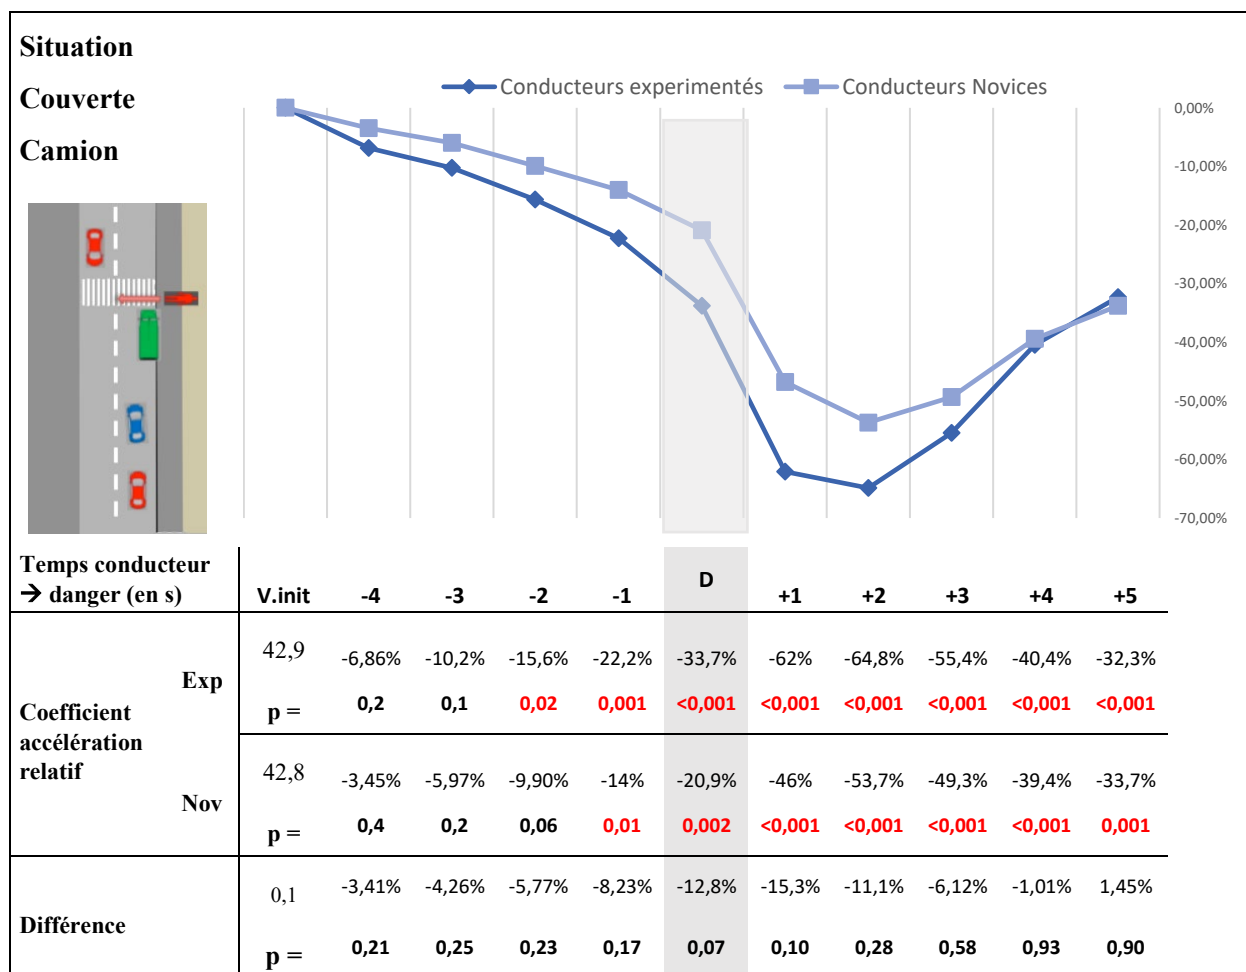 Situation
Couverte
Camion
Conducteurs experimentés Conducteurs Novices
0,00%
-10,00%
-20,00%
-30,00%
-40,00%
-50,00%
-60,00%
-70,00%
Temps conducteur
→ danger (en s) V.init -4 -3 -2 -1 D +1 +2 +3 +4 +5
Coefficient
accélération
relatif
Exp
42,9 -6,86% -10,2% -15,6% -22,2% -33,7% -62% -64,8% -55,4% -40,4% -32,3%
p = 0,2 0,1 0,02 0,001 <0,001 <0,001 <0,001 <0,001 <0,001 <0,001
Nov
42,8 -3,45% -5,97% -9,90% -14% -20,9% -46% -53,7% -49,3% -39,4% -33,7%
p = 0,4 0,2 0,06 0,01 0,002 <0,001 <0,001 <0,001 <0,001 0,001
Différence
0,1 -3,41% -4,26% -5,77% -8,23% -12,8% -15,3% -11,1% -6,12% -1,01% 1,45%
p = 0,21 0,25 0,23 0,17 0,07 0,10 0,28 0,58 0,93 0,90